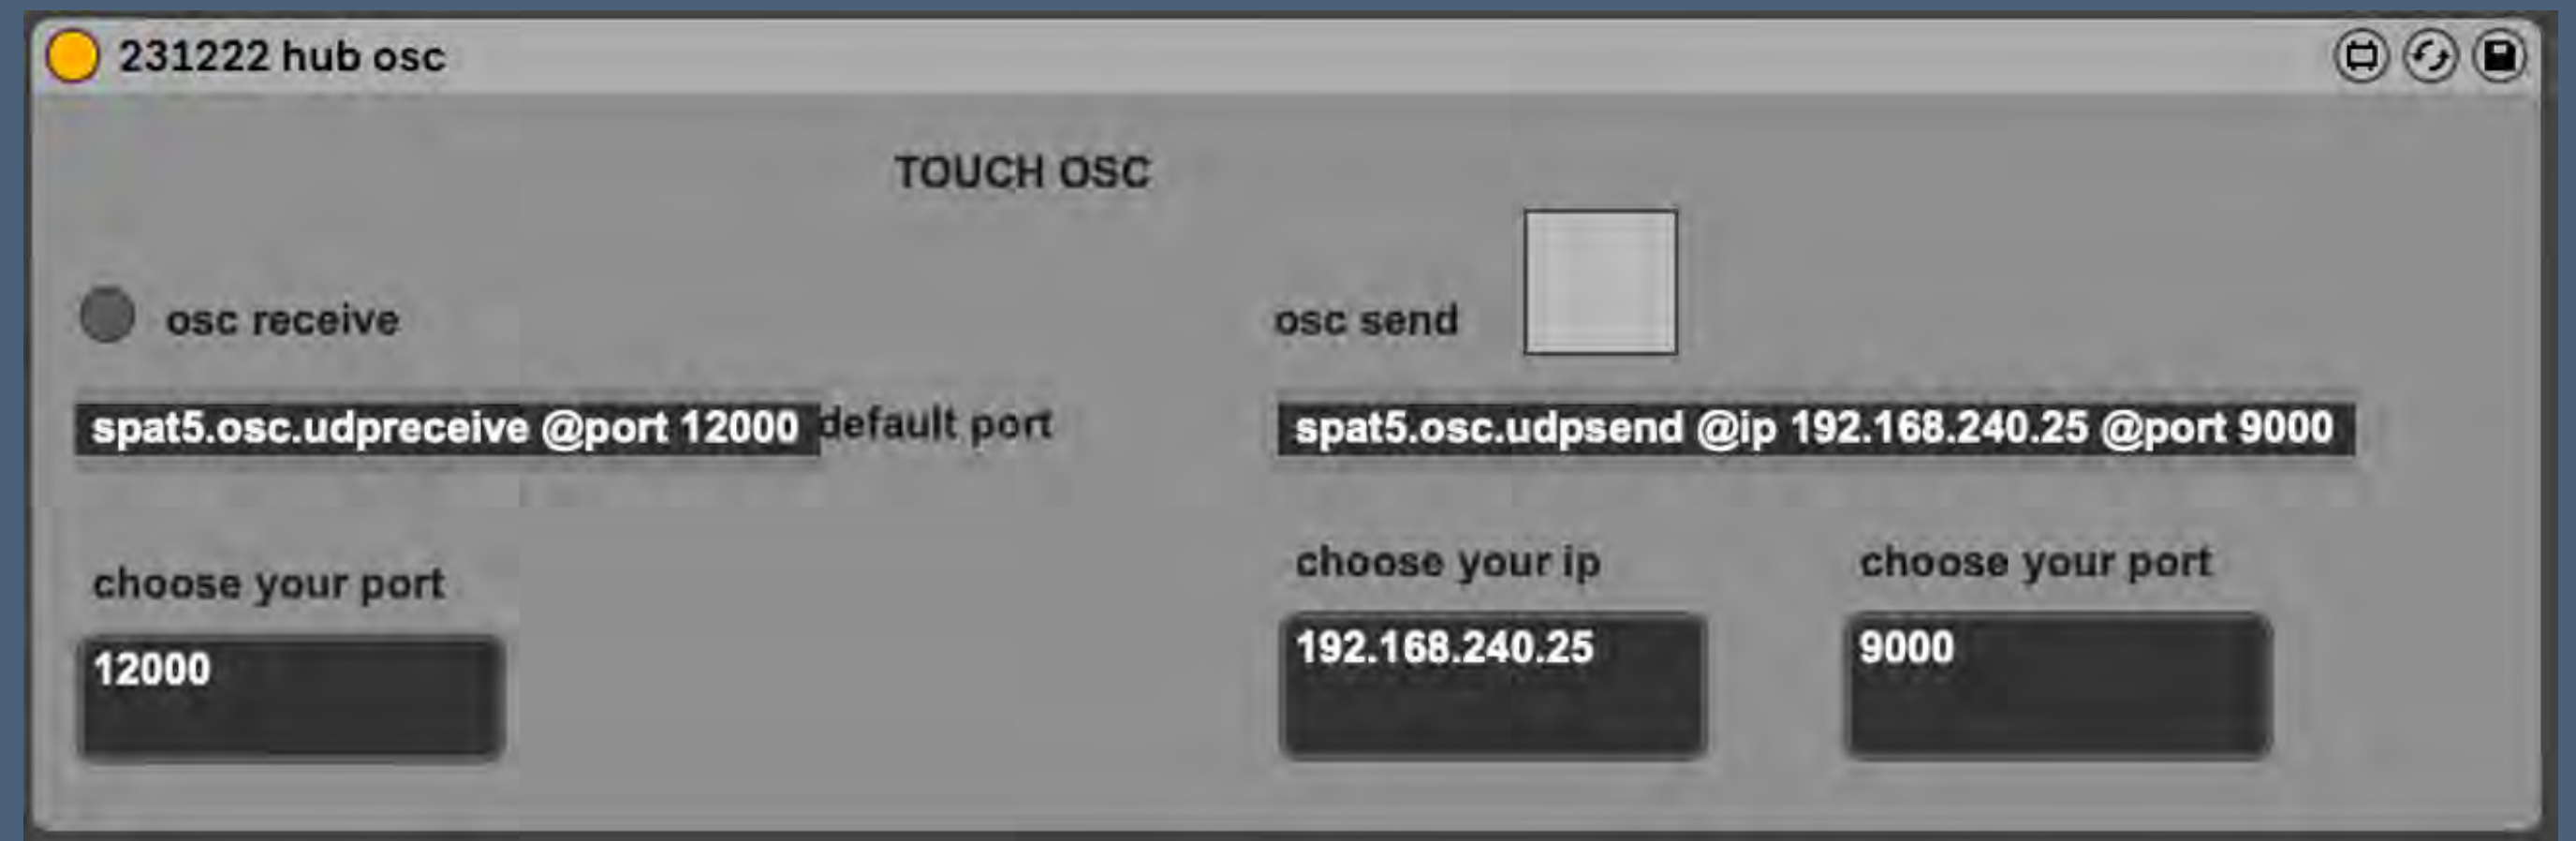 231222 hub osc
TOUCH OSC
osc receive
osc send
spat5.osc.udpreceive @port 12000 default port
spat5.osc.udpsend @ip 192.168.240.25 @port 9000
choose your port
12000
choose your ip
192.168.240.25
choose your port
9000